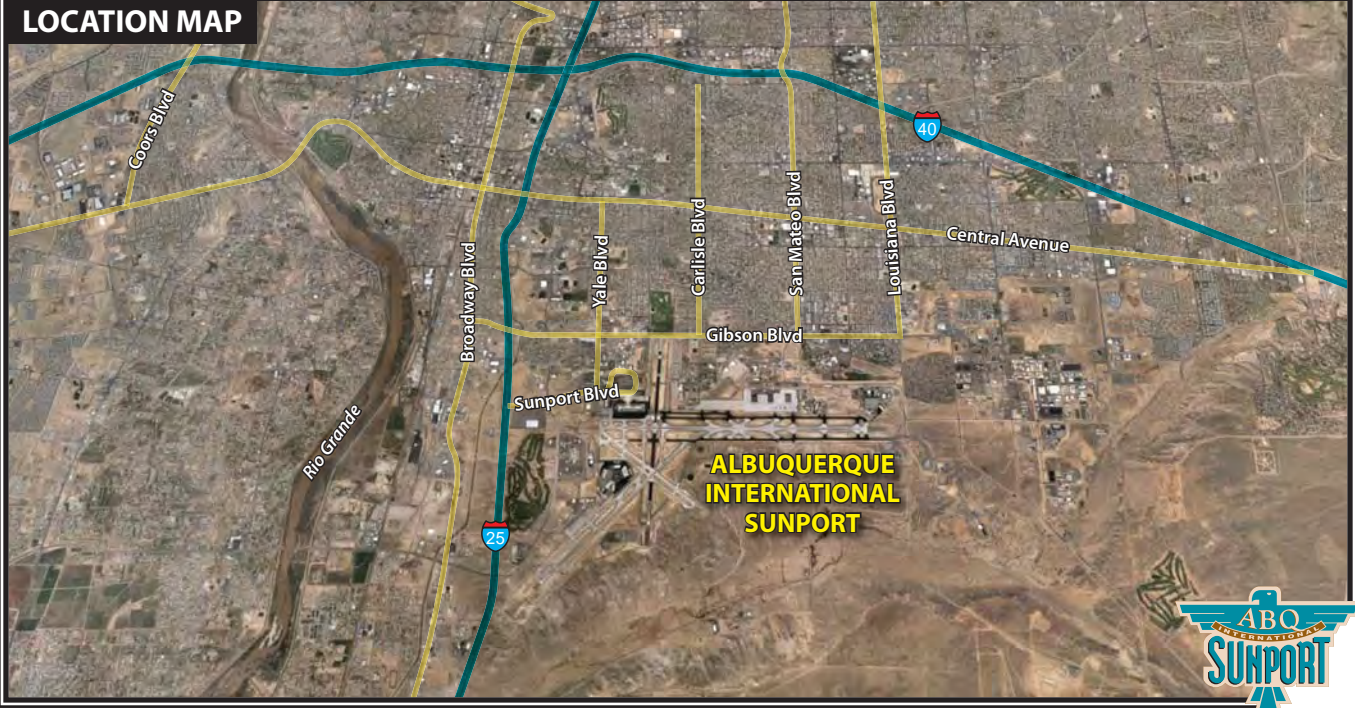 LOCATION MAP
Coors Blvd
40
Broadway Blvd
Yale Blvd
Carlisle Blvd
San Mateo Blvd
Louisiana Blvd
Central Avenue
Gibson Blvd
Sunport Blvd
Rio Grande
ALBUQUERQUE
INTERNATIONAL
SUNPORT
25
ABQ
INTERNATIONAL
SUNPORT